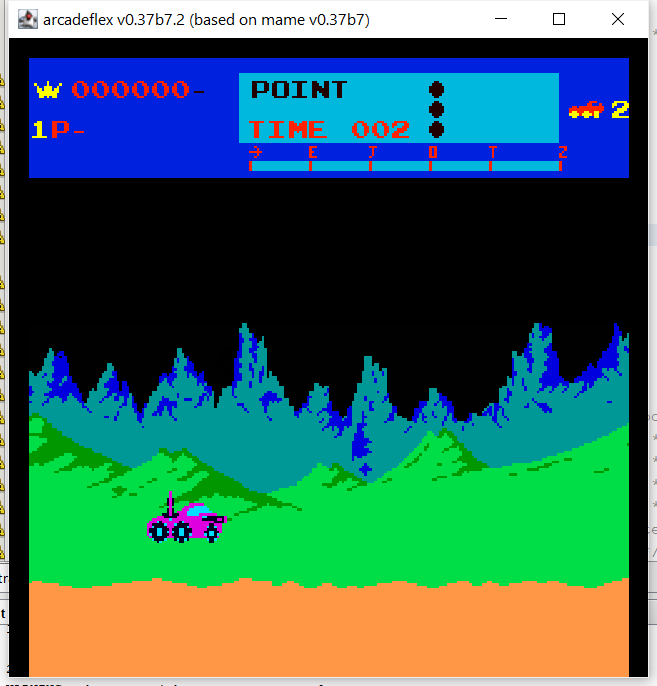 arcadeflex v0.37b7.2 (based on mame v0.37b7)
000000-
POINT
2
1P-
TIME 002
E J O T Z